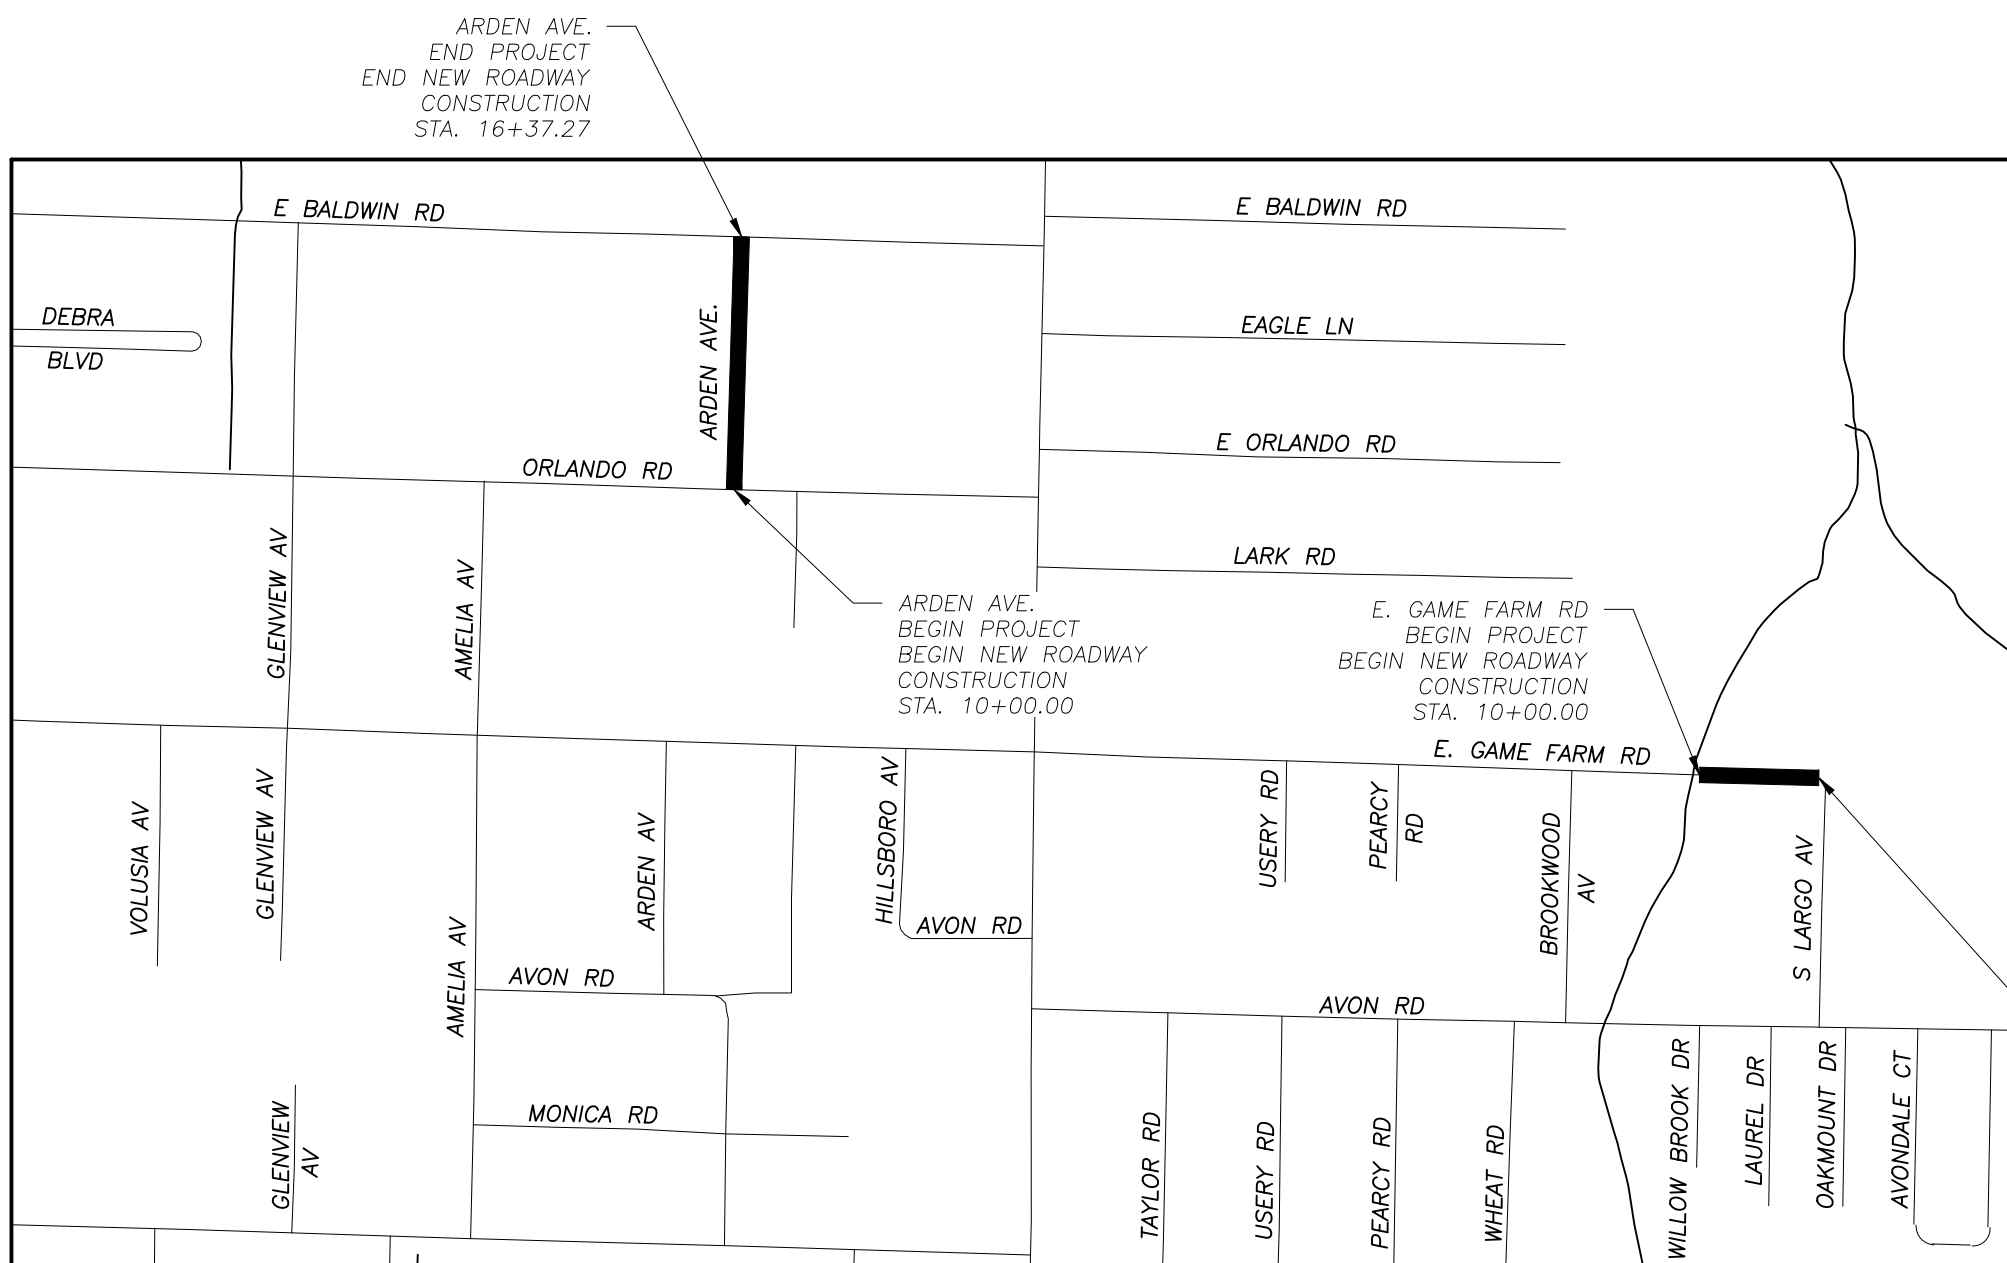 ARDEN AVE.
END PROJECT
END NEW ROADWAY
CONSTRUCTION
STA. 16+37.27
E BALDWIN RD
E BALDWIN RD
DEBRA
BLVD
ARDEN AVE.
EAGLE LN
ORLANDO RD
E ORLANDO RD
GLENVIEW AV
AMELIA AV
LARK RD
ARDEN AVE.
BEGIN PROJECT
BEGIN NEW ROADWAY
CONSTRUCTION
STA. 10+00.00
E. GAME FARM RD
BEGIN PROJECT
BEGIN NEW ROADWAY
CONSTRUCTION
STA. 10+00.00
E. GAME FARM RD
VOLUSIA AV
GLENVIEW AV
AMELIA AV
ARDEN AV
HILLSBORO AV
AVON RD
USERY RD
PEARCY
RD
BROOKWOOD
AV
S LARGO AV
AVON RD
AVON RD
GLENVIEW
AV
MONICA RD
TAYLOR RD
USERY RD
PEARCY RD
WHEAT RD
WILLOW BROOK DR
LAUREL DR
OAKMOUNT DR
AVONDALE CT